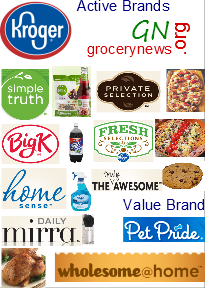 Active Brands
Kroger
GN
grocerynews.org
simple truth
PRIVATE SELECTION
Big K
FRESH SELECTIONS
home sense
truly THE "AWESOME"
Value Brand
DAILY mirra
Pet Pride
wholesome@home